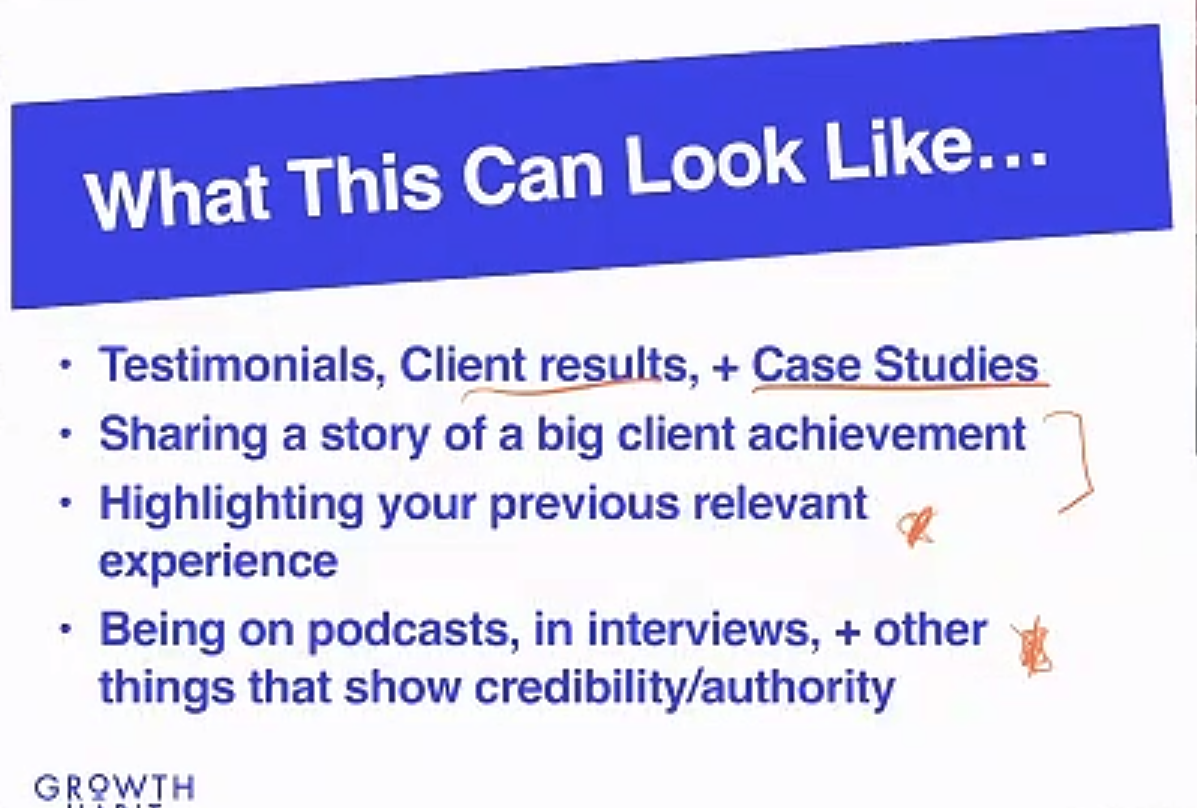 What This Can Look Like...
• Testimonials, Client results, + Case Studies
• Sharing a story of a big client achievement
• Highlighting your previous relevant
experience
• Being on podcasts, in interviews, + other
things that show credibility/authority
GROWTH
HABIT